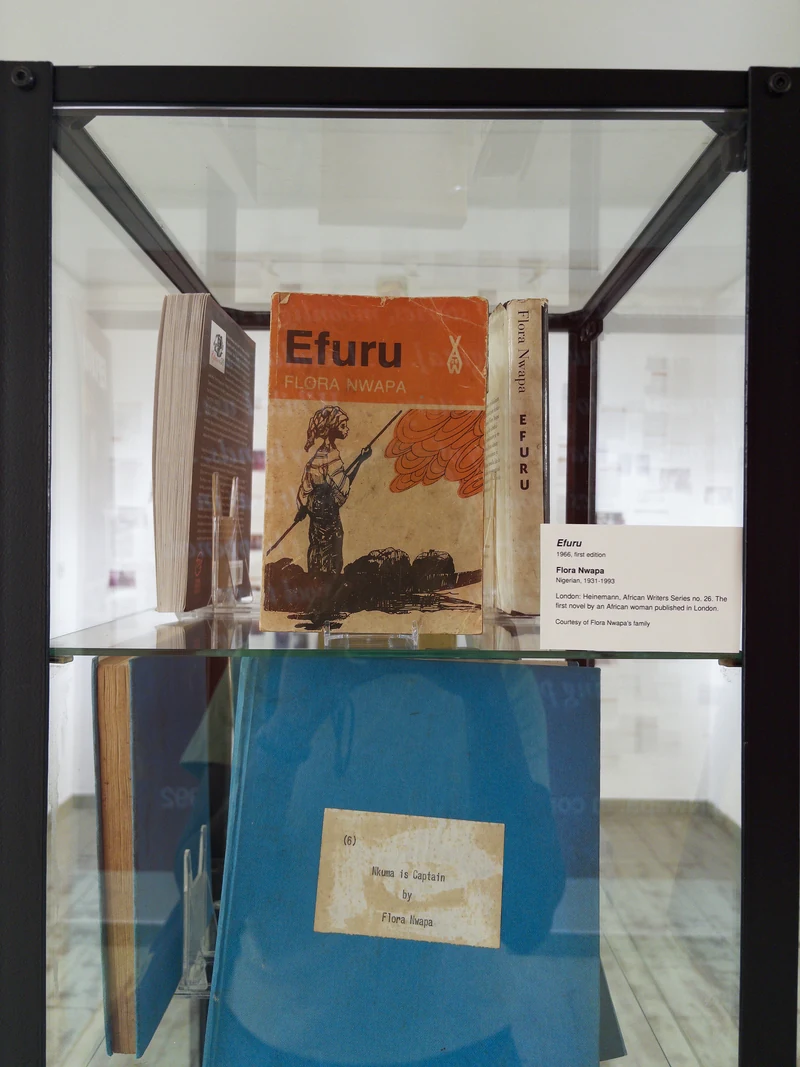 Efuru
FLORA NWAPA
Flora Nwapa
EFURU
Efuru
1966, first edition
Flora Nwapa
Nigerian, 1931-1993
London: Heinemann, African Writers Series no. 26. The
first novel by an African woman published in London.
Courtesy of Flora Nwapa's family
(6)
Nkuma is Captain
by
Flora Nwapa